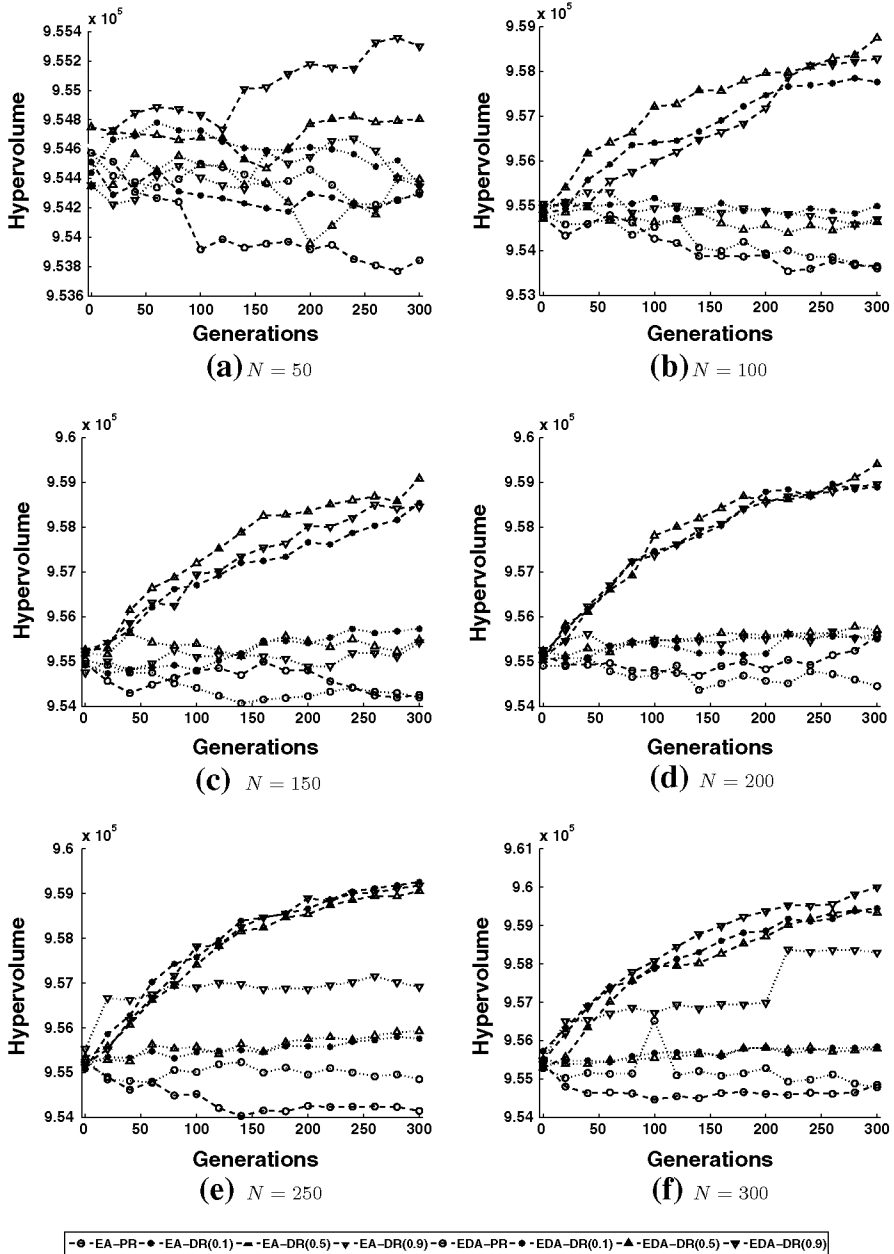 x 10^5
9.554
9.552
9.55
9.548
9.546
9.544
9.542
9.54
9.538
9.536
0 50 100 150 200 250 300
Hypervolume
Generations
(a) N = 50
x 10^5
9.59
9.58
9.57
9.56
9.55
9.54
9.53
0 50 100 150 200 250 300
Hypervolume
Generations
(b) N = 100
x 10^5
9.6
9.59
9.58
9.57
9.56
9.55
9.54
0 50 100 150 200 250 300
Hypervolume
Generations
(c) N = 150
x 10^5
9.6
9.59
9.58
9.57
9.56
9.55
9.54
0 50 100 150 200 250 300
Hypervolume
Generations
(d) N = 200
x 10^5
9.6
9.59
9.58
9.57
9.56
9.55
9.54
0 50 100 150 200 250 300
Hypervolume
Generations
(e) N = 250
x 10^5
9.61
9.6
9.59
9.58
9.57
9.56
9.55
9.54
0 50 100 150 200 250 300
Hypervolume
Generations
(f) N = 300
EA-PR EA-DR(0.1) EA-DR(0.5) EA-DR(0.9) EDA-PR EDA-DR(0.1) EDA-DR(0.5) EDA-DR(0.9)